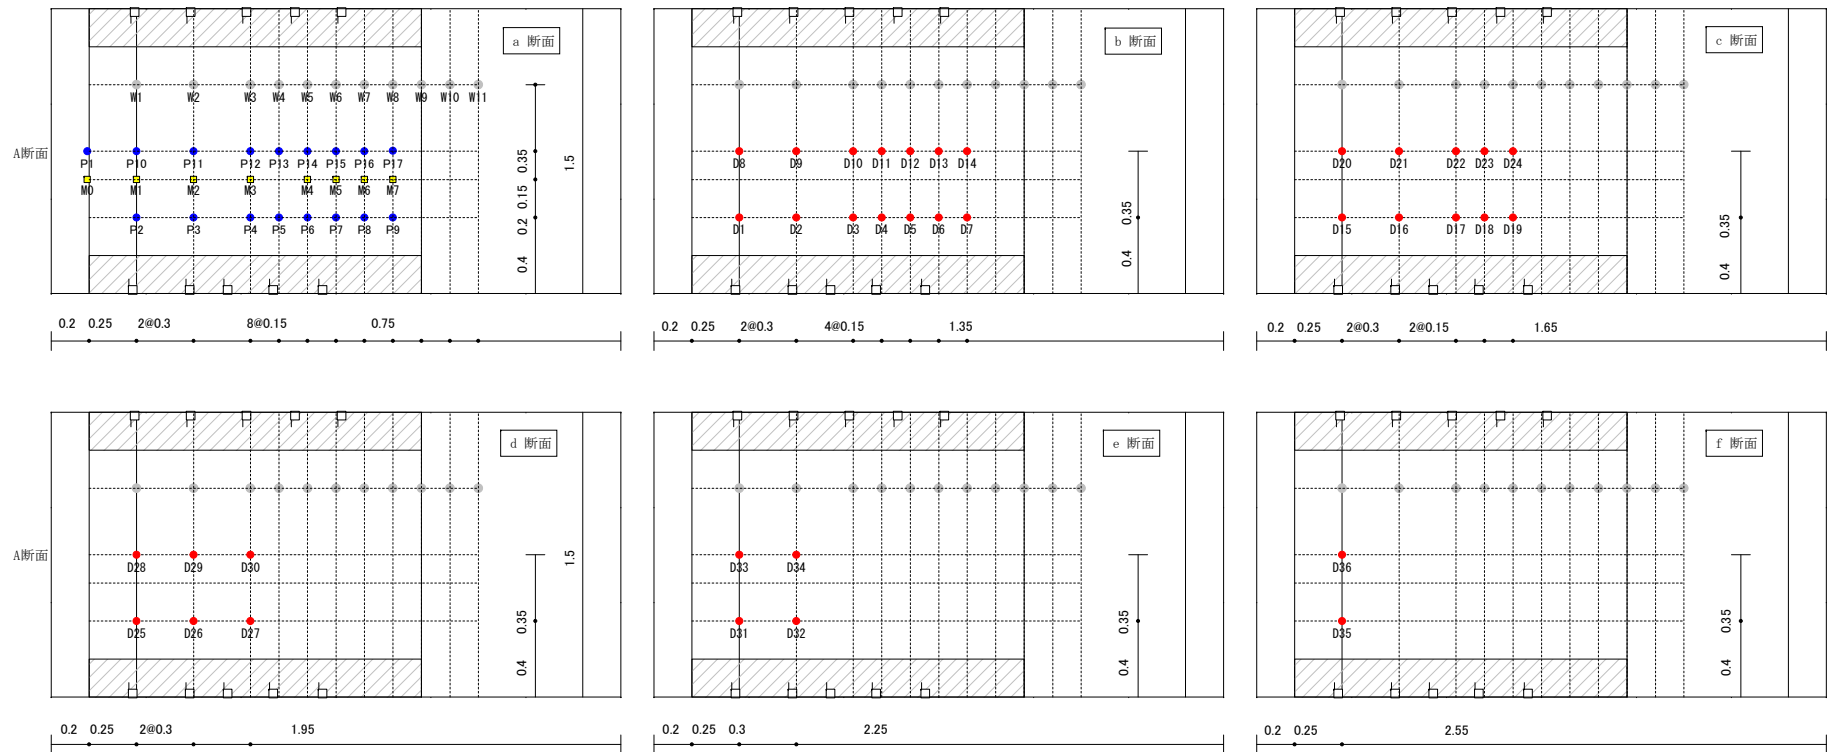 a 断面
W1 W2 W3 W4 W5 W6 W7 W8 W9 W10 W11
A断面
P1 P10 P11 P12 P13 P14 P15 P16 P17
M0 M1 M2 M3 M4 M5 M6 M7
P2 P3 P4 P5 P6 P7 P8 P9
0.35
0.15
0.2
0.4
1.5
0.2 0.25 2@0.3 8@0.15 0.75
b 断面
D8 D9 D10 D11 D12 D13 D14
D1 D2 D3 D4 D5 D6 D7
0.35
0.4
0.2 0.25 2@0.3 4@0.15 1.35
c 断面
D20 D21 D22 D23 D24
D15 D16 D17 D18 D19
0.35
0.4
0.2 0.25 2@0.3 2@0.15 1.65
d 断面
A断面
D28 D29 D30
D25 D26 D27
1.5
0.35
0.4
0.2 0.25 2@0.3 1.95
e 断面
D33 D34
D31 D32
0.35
0.4
0.2 0.25 0.3 2.25
f 断面
D36
D35
0.35
0.4
0.2 0.25 2.55